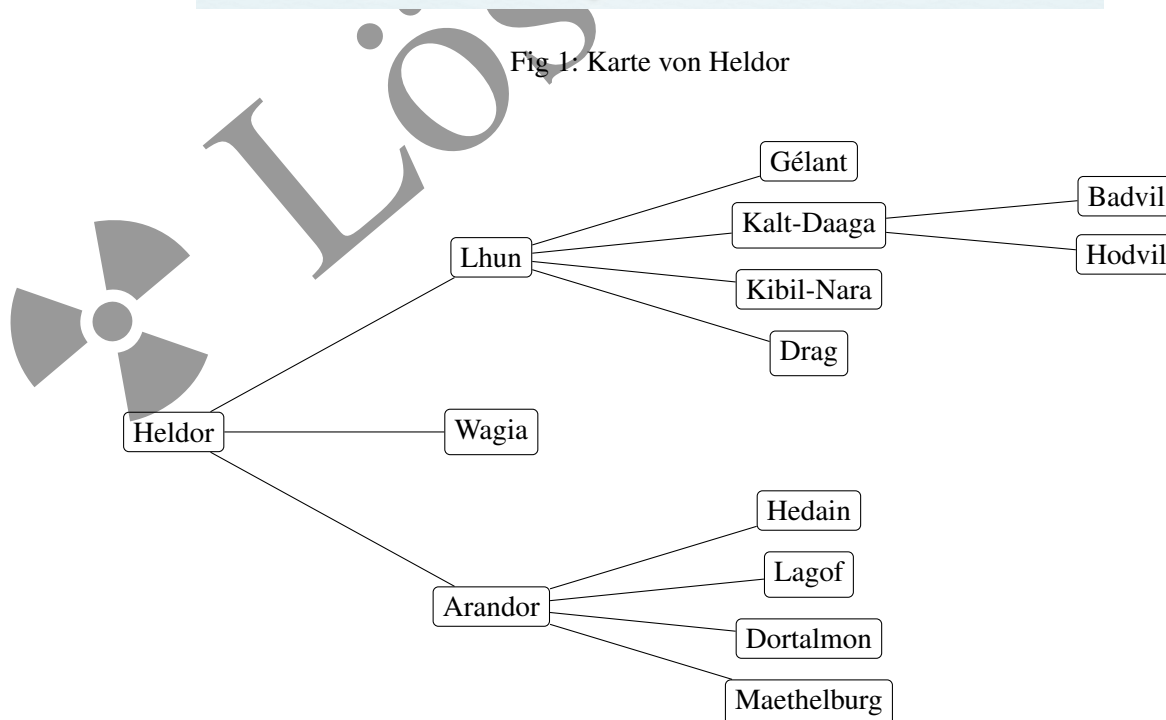 Lös
Fig 1: Karte von Heldor
Gélant
Badvil
Kalt-Daaga
Lhun
Hodvil
Kibil-Nara
Drag
Heldor
Wagia
Hedain
Lagof
Arandor
Dortalmon
Maethelburg